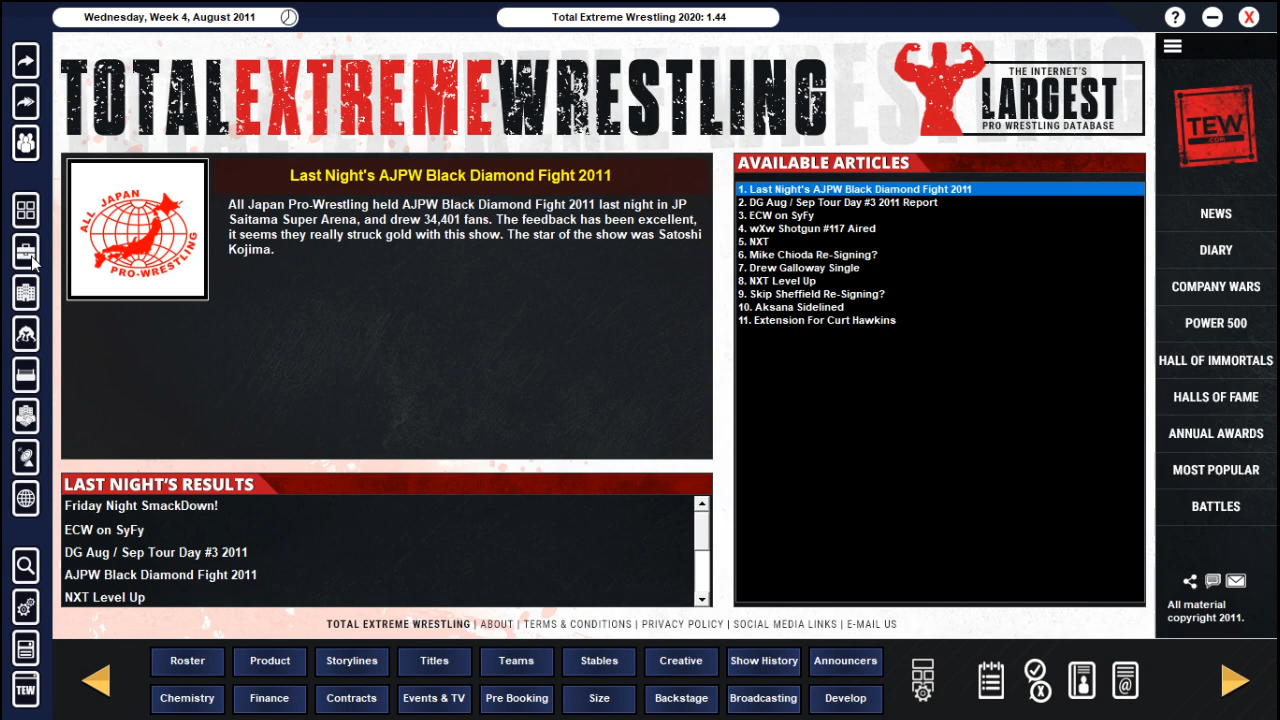 Wednesday, Week 4, August 2011
Total Extreme Wrestling 2020: 1.44
?
X
TOTALEXTREMEWRESTLING
THE INTERNET'S
LARGEST
PRO WRESTLING DATABASE
TEW
.COM
ALL JAPAN
PRO-WRESTLING
Last Night's AJPW Black Diamond Fight 2011
All Japan Pro-Wrestling held AJPW Black Diamond Fight 2011 last night in JP
Saitama Super Arena, and drew 34,401 fans. The feedback has been excellent,
it seems they really struck gold with this show. The star of the show was Satoshi
Kojima.
AVAILABLE ARTICLES
1. Last Night's AJPW Black Diamond Fight 2011
2. DG Aug / Sep Tour Day #3 2011 Report
3. ECW on SyFy
4. wXw Shotgun #117 Aired
5. NXT
6. Mike Chioda Re-Signing?
7. Drew Galloway Single
8. NXT Level Up
9. Skip Sheffield Re-Signing?
10. Aksana Sidelined
11. Extension For Curt Hawkins
LAST NIGHT'S RESULTS
Friday Night SmackDown!
ECW on SyFy
DG Aug / Sep Tour Day #3 2011
AJPW Black Diamond Fight 2011
NXT Level Up
NEWS
DIARY
COMPANY WARS
POWER 500
HALL OF IMMORTALS
HALLS OF FAME
ANNUAL AWARDS
MOST POPULAR
BATTLES
All material
copyright 2011.
TOTAL EXTREME WRESTLING | ABOUT | TERMS & CONDITIONS | PRIVACY POLICY | SOCIAL MEDIA LINKS | E-MAIL US
TEW
Roster
Product
Storylines
Titles
Teams
Stables
Creative
Show History
Announcers
Chemistry
Finance
Contracts
Events & TV
Pre Booking
Size
Backstage
Broadcasting
Develop